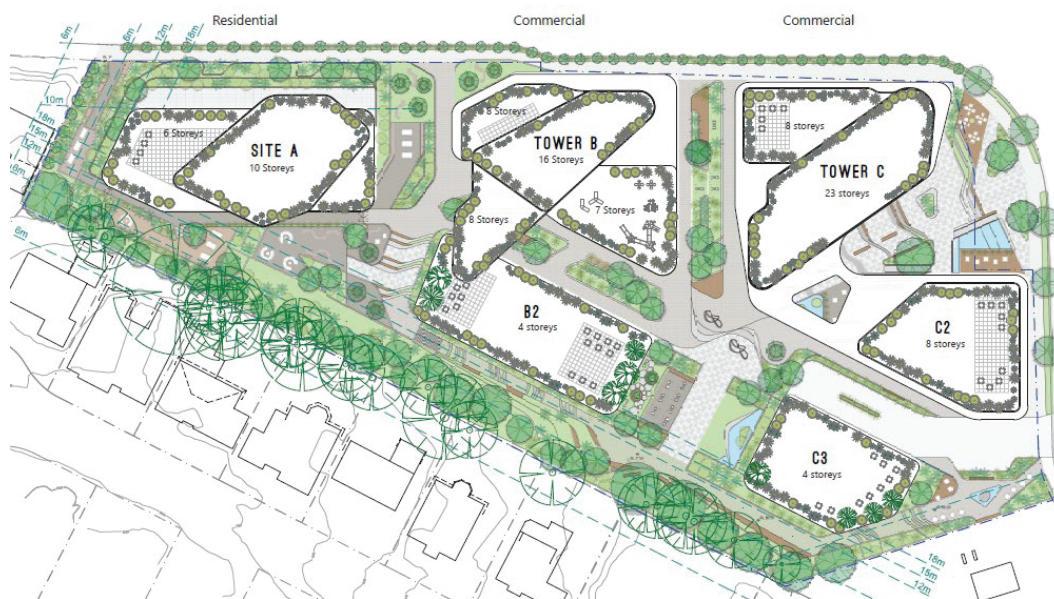 Residential
Commercial
Commercial
6m
6m
12m
18m
10m
18m
15m
12m
6m
6m
6 Storeys
SITE A
10 Storeys
8 Storeys
TOWER B
16 Storeys
7 Storeys
8 Storeys
B2
4 storeys
8 storeys
TOWER C
23 storeys
C2
8 storeys
C3
4 storeys
18m
15m
12m